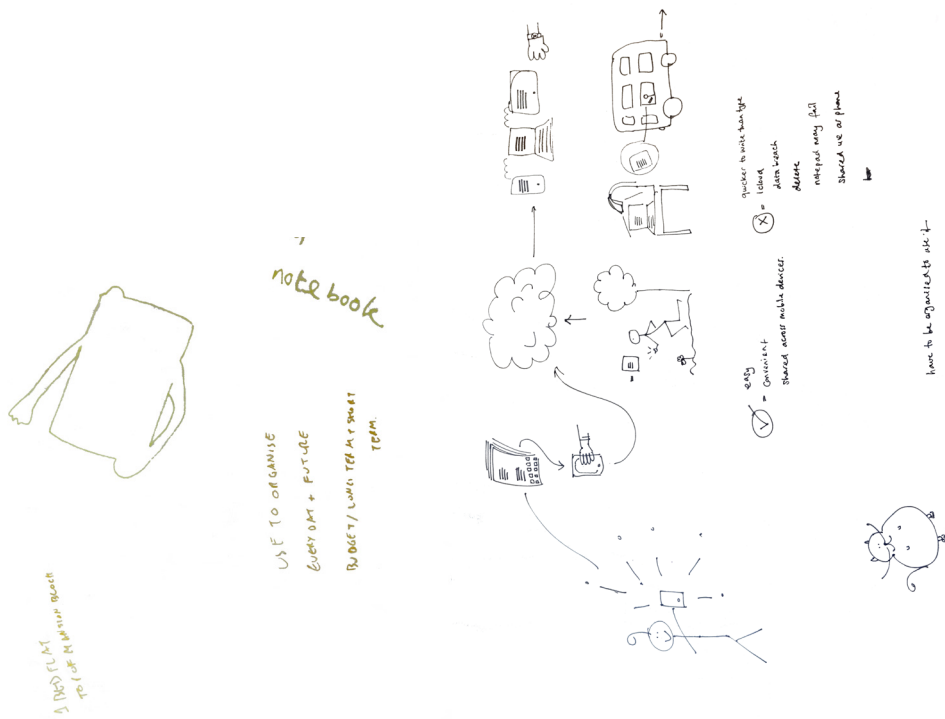 notebook
USE TO ORGANISE
EVERYDAY + FUTURE
BUDGET / LONG TERM + SHORT
TERM.
FLAT
TOP OF MANSION BLOCK
easy
= convenient
shared across mobile devices.
quicker to write than type
= icloud
data breach
delete
notepad may fail
shared use of phone
have to be organised to use it